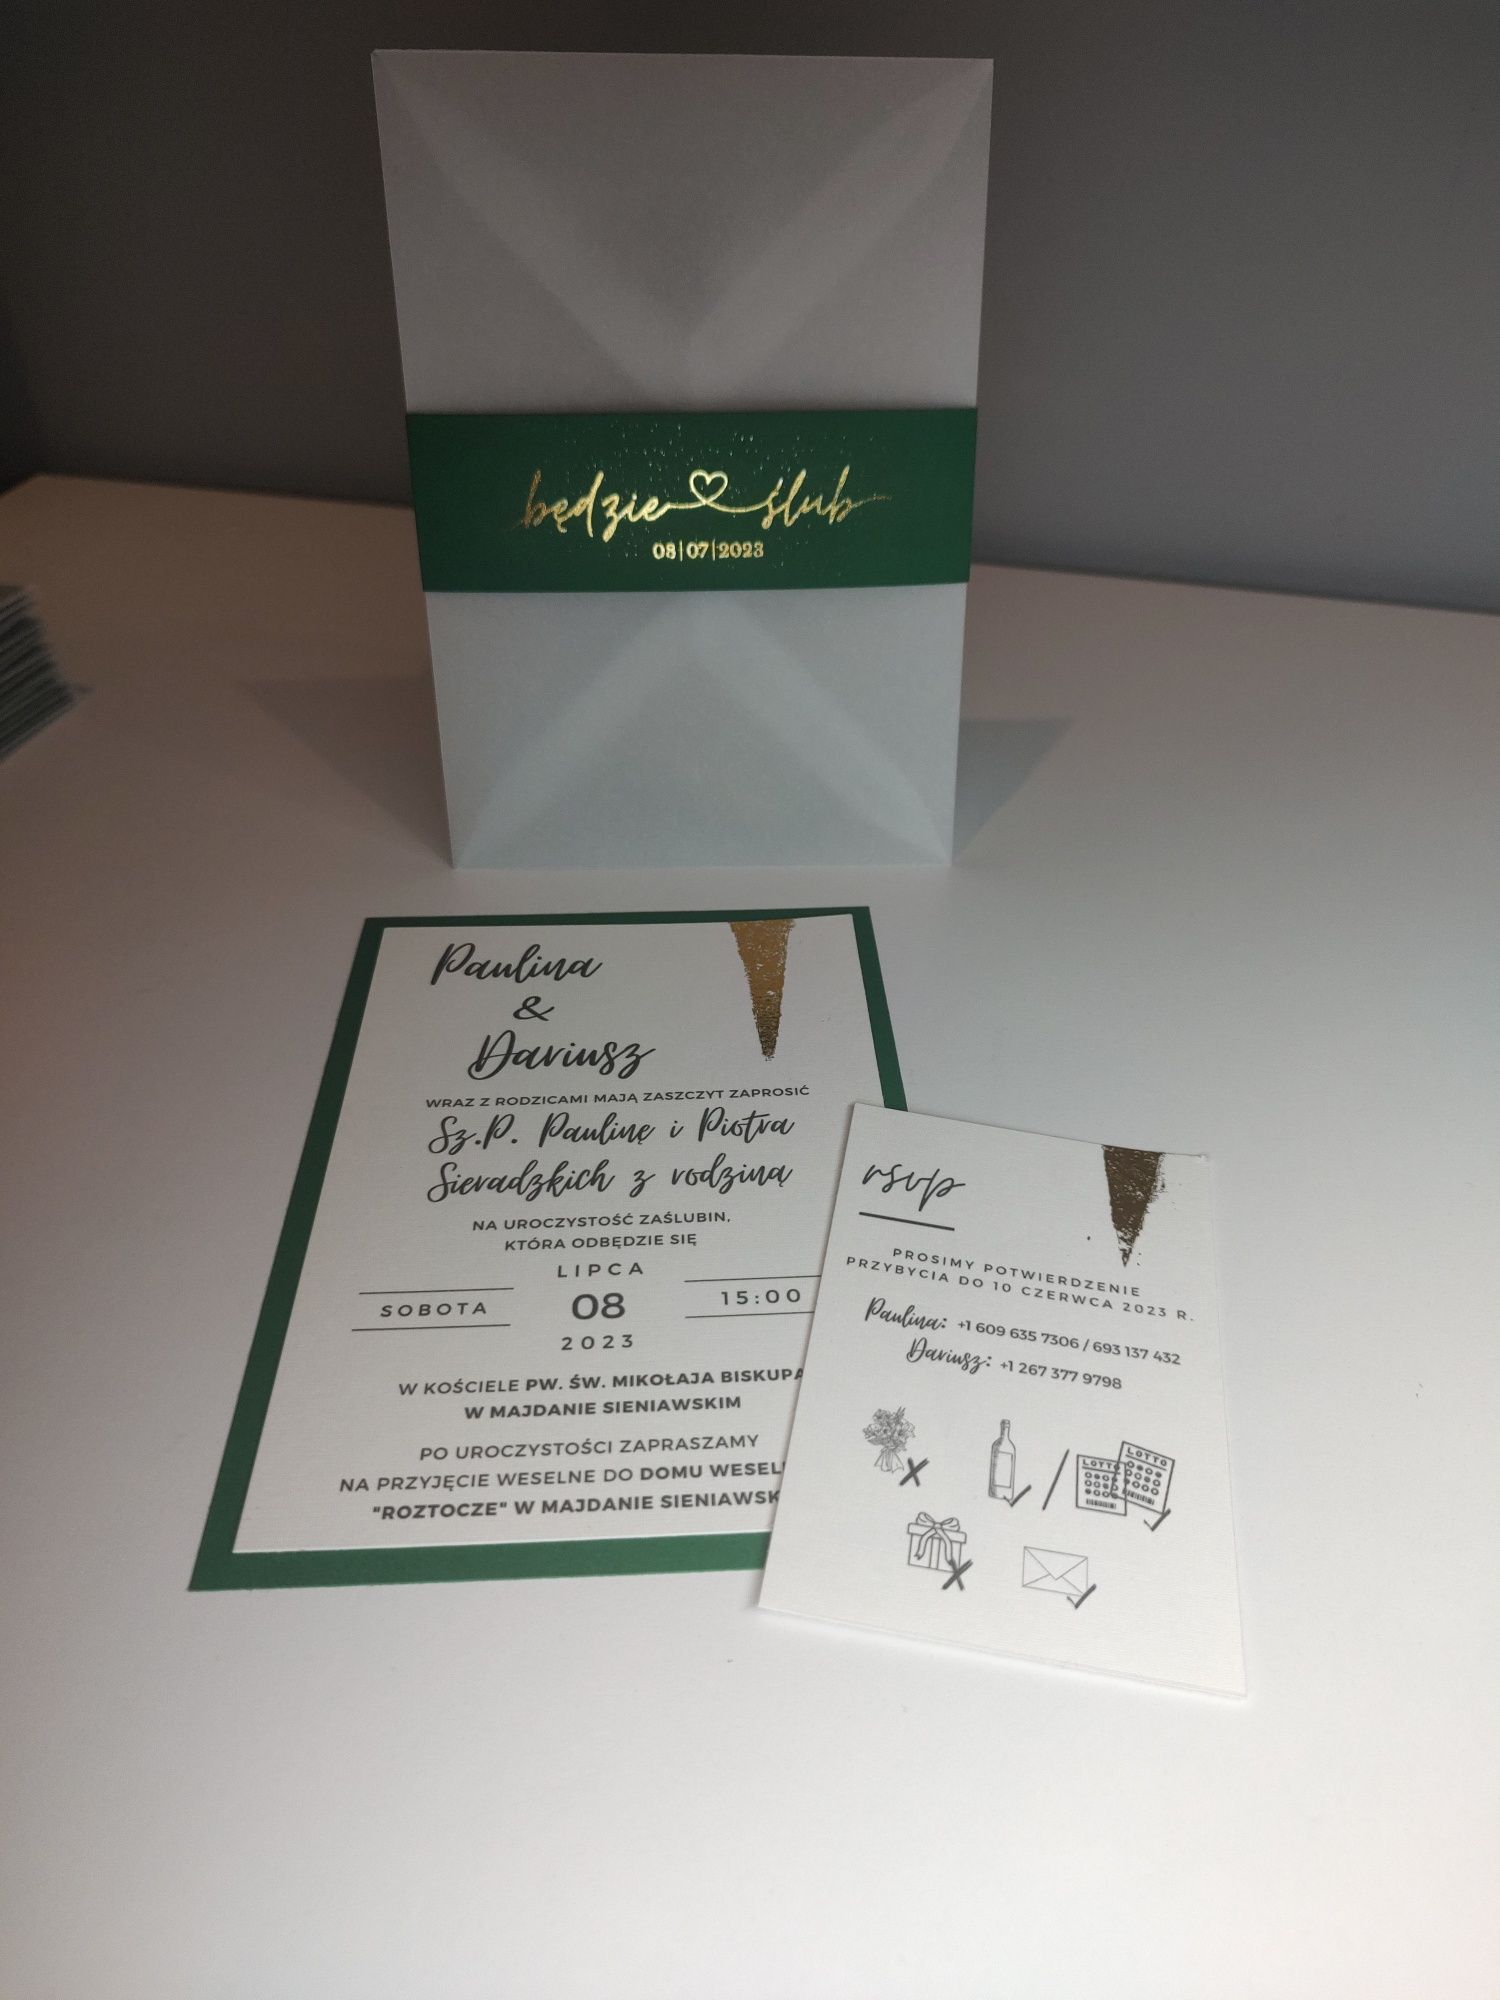 będzie ślub
08|07|2023
Paulina
&
Dariusz
WRAZ Z RODZICAMI MAJĄ ZASZCZYT ZAPROSIĆ
Sz.P. Paulinę i Piotra
Sieradzkich z rodziną
NA UROCZYSTOŚĆ ZAŚLUBIN,
KTÓRA ODBĘDZIE SIĘ
LIPCA
SOBOTA 08 15:00
2023
W KOŚCIELE PW. ŚW. MIKOŁAJA BISKUPA
W MAJDANIE SIENIAWSKIM
PO UROCZYSTOŚCI ZAPRASZAMY
NA PRZYJĘCIE WESELNE DO DOMU WESEL
"ROZTOCZE" W MAJDANIE SIENIAWSK
rsvp
PROSIMY POTWIERDZENIE
PRZYBYCIA DO 10 CZERWCA 2023 R.
Paulina: +1 609 635 7306 / 693 137 432
Dariusz: +1 267 377 9798
LOTTO
LOTTO